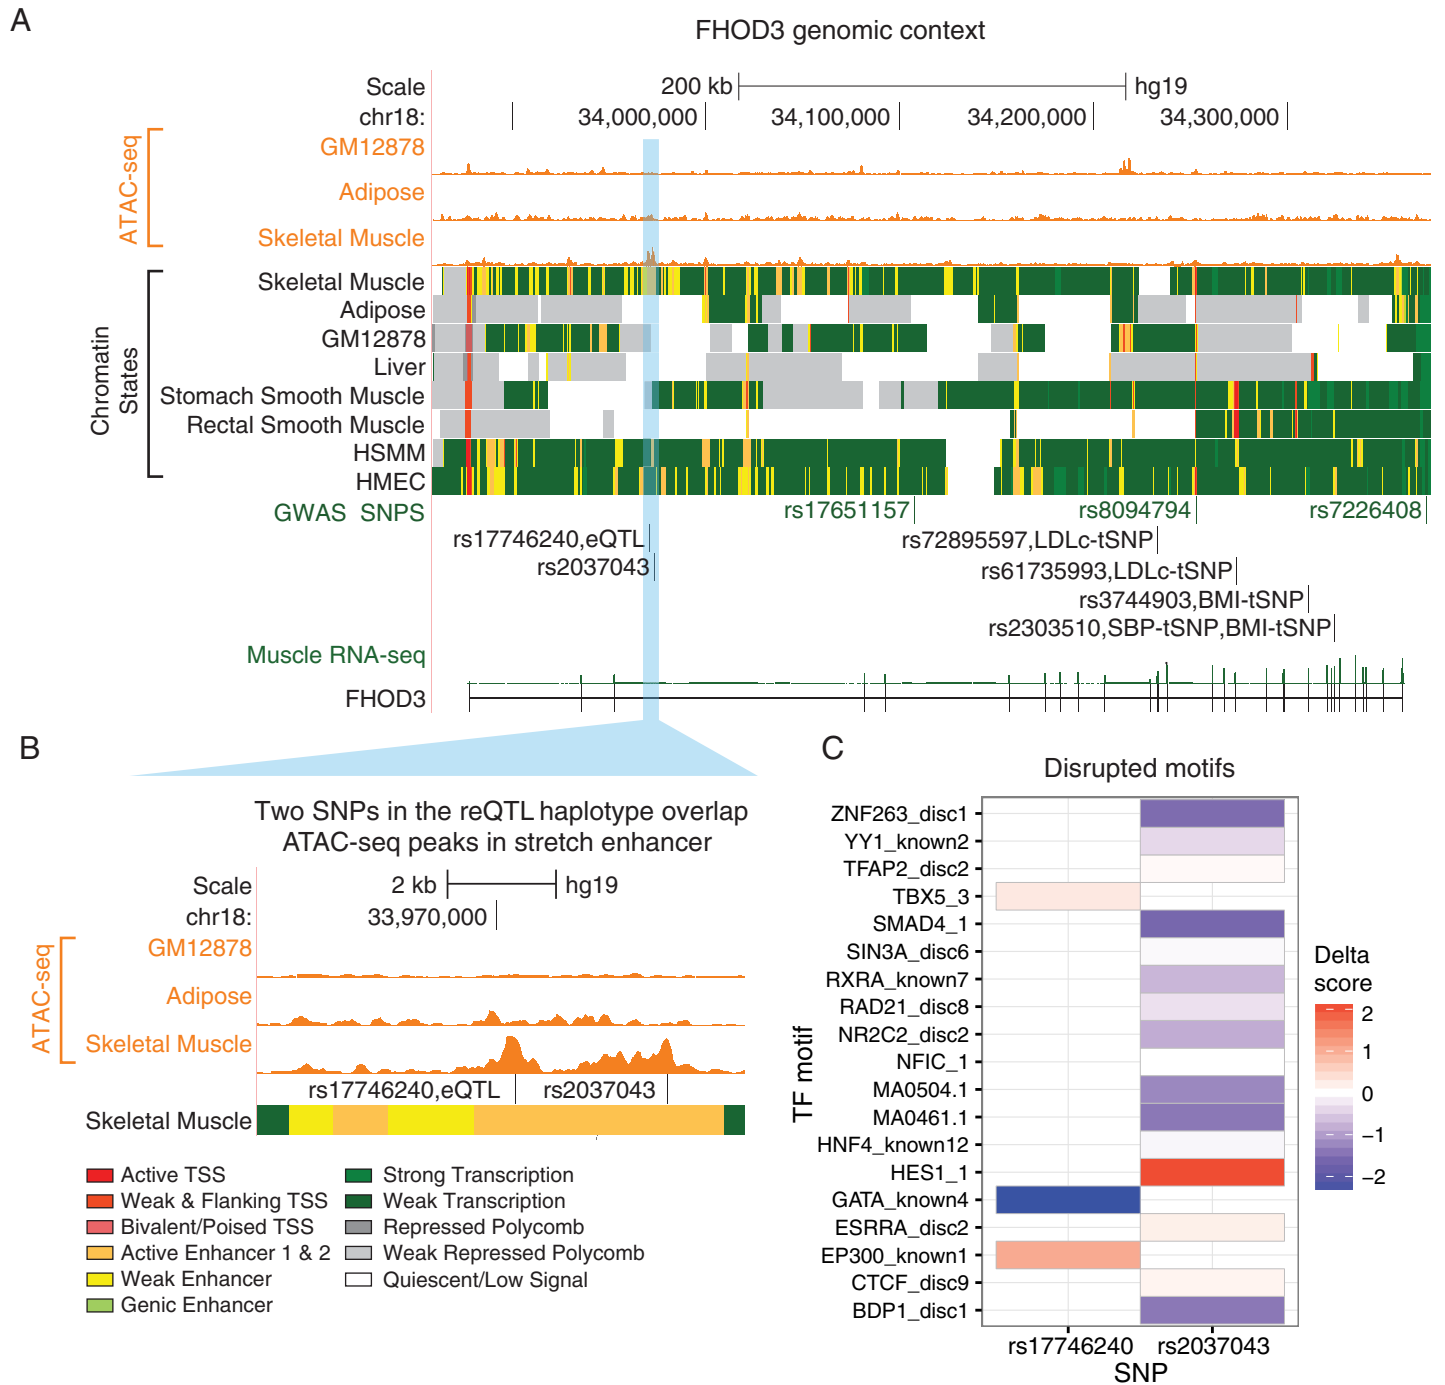 A
FHOD3 genomic context
Scale
200 kb
hg19
chr18:
34,000,000
34,100,000
34,200,000
34,300,000
ATAC-seq
GM12878
Adipose
Skeletal Muscle
Chromatin
States
Skeletal Muscle
Adipose
GM12878
Liver
Stomach Smooth Muscle
Rectal Smooth Muscle
HSMM
HMEC
GWAS SNPS
rs17651157
rs8094794
rs7226408
rs17746240,eQTL
rs72895597,LDLc-tSNP
rs2037043
rs61735993,LDLc-tSNP
rs3744903,BMI-tSNP
rs2303510,SBP-tSNP,BMI-tSNP
Muscle RNA-seq
FHOD3
B
Two SNPs in the reQTL haplotype overlap
ATAC-seq peaks in stretch enhancer
Scale
2 kb
hg19
chr18:
33,970,000
ATAC-seq
GM12878
Adipose
Skeletal Muscle
rs17746240,eQTL
rs2037043
Skeletal Muscle
Active TSS
Weak & Flanking TSS
Bivalent/Poised TSS
Active Enhancer 1 & 2
Weak Enhancer
Genic Enhancer
Strong Transcription
Weak Transcription
Repressed Polycomb
Weak Repressed Polycomb
Quiescent/Low Signal
C
Disrupted motifs
TF motif
ZNF263_disc1
YY1_known2
TFAP2_disc2
TBX5_3
SMAD4_1
SIN3A_disc6
RXRA_known7
RAD21_disc8
NR2C2_disc2
NFIC_1
MA0504.1
MA0461.1
HNF4_known12
HES1_1
GATA_known4
ESRRA_disc2
EP300_known1
CTCF_disc9
BDP1_disc1
rs17746240
rs2037043
SNP
Delta
score
2
1
0
−1
−2